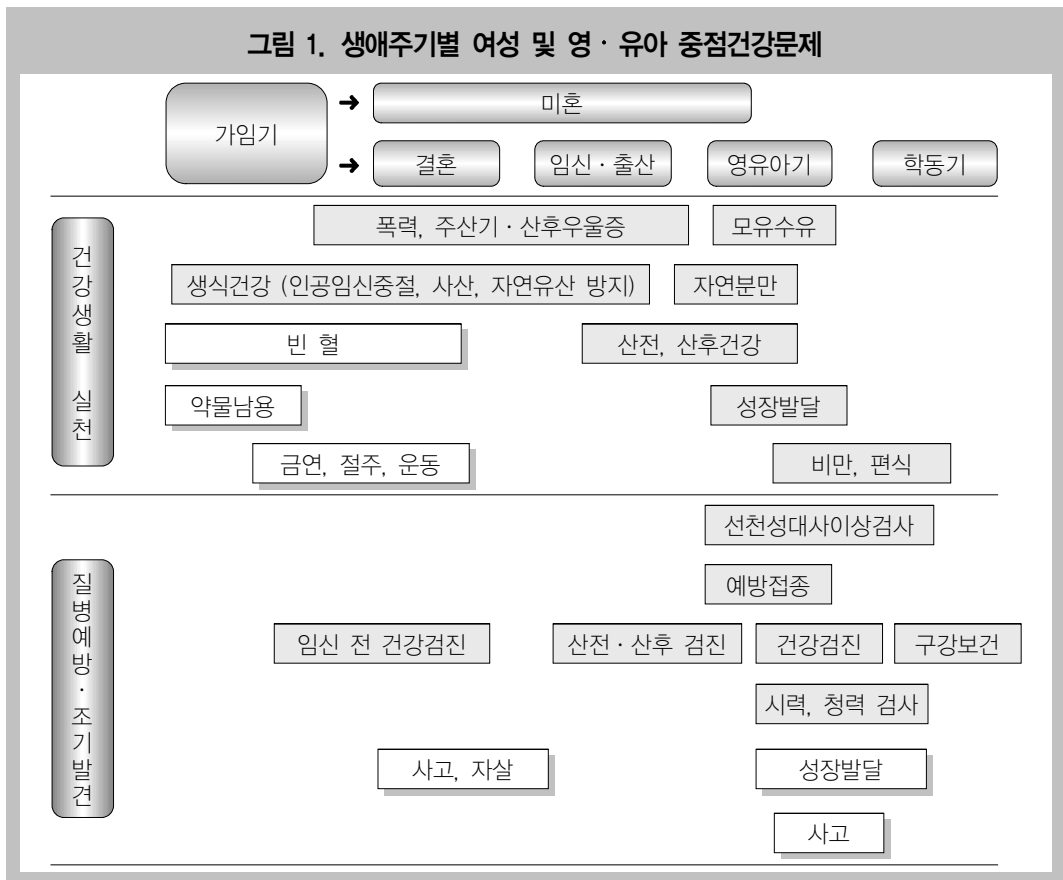 그림 1. 생애주기별 여성 및 영·유아 중점건강문제
가임기
➜ 미혼
➜ 결혼 임신·출산 영유아기 학동기
건강생활 실천
폭력, 주산기·산후우울증 모유수유
생식건강 (인공임신중절, 사산, 자연유산 방지) 자연분만
빈 혈 산전, 산후건강
약물남용 성장발달
금연, 절주, 운동 비만, 편식
질병예방·조기발견
선천성대사이상검사
예방접종
임신 전 건강검진 산전·산후 검진 건강검진 구강보건
시력, 청력 검사
사고, 자살 성장발달
사고